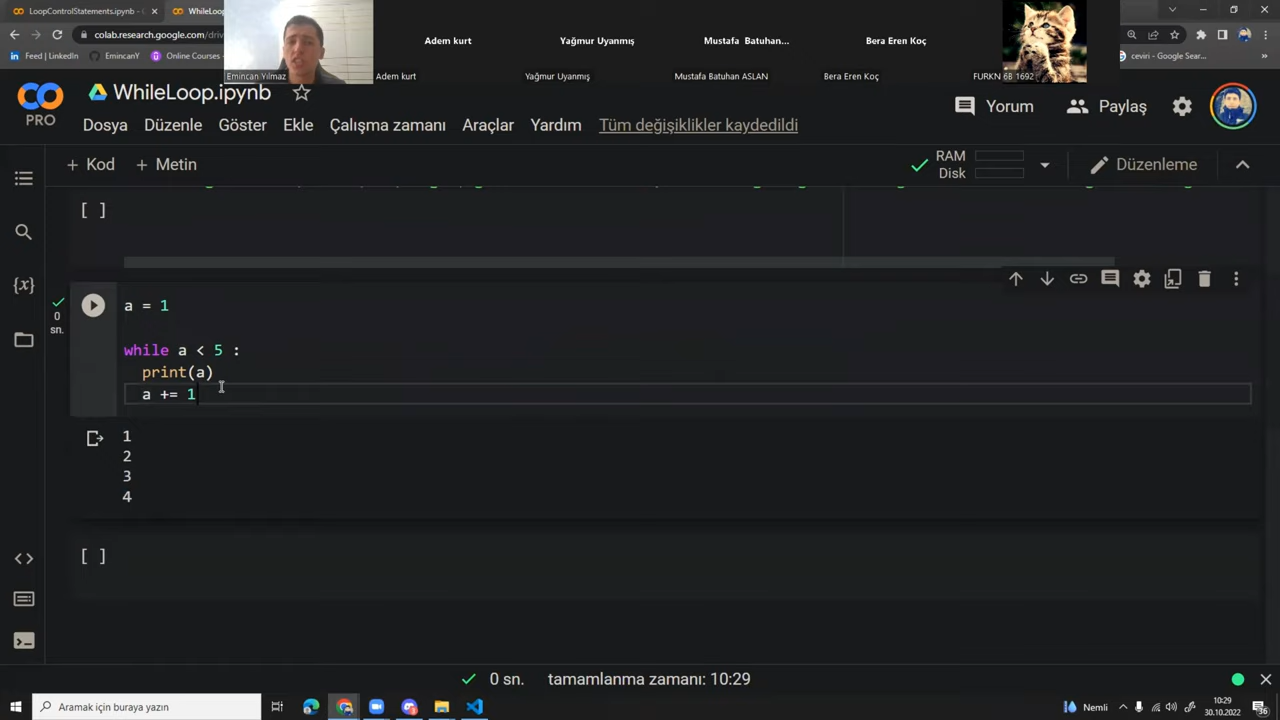 LoopControlStatements.ipynb -
WhileLoop.ipynb
colab.research.google.com/driv
Feed | LinkedIn
EmincanY
Online Courses -
ceviri - Google Sear...
Emincan Yılmaz
Adem kurt
Adem kurt
Yağmur Uyanmış
Yağmur Uyanmış
Mustafa Batuhan...
Mustafa Batuhan ASLAN
Bera Eren Koç
Bera Eren Koç
FURKN 6B 1692
PRO
WhileLoop.ipynb
Yorum
Paylaş
Dosya Düzenle Göster Ekle Çalışma zamanı Araçlar Yardım Tüm değişiklikler kaydedildi
+ Kod + Metin
RAM
Disk
Düzenleme
[ ]
{x}
0
sn.
a = 1
while a < 5 :
print(a)
a += 1
1
2
3
4
[ ]
0 sn. tamamlanma zamanı: 10:29
Aramak için buraya yazın
Nemli
10:29
30.10.2022
36